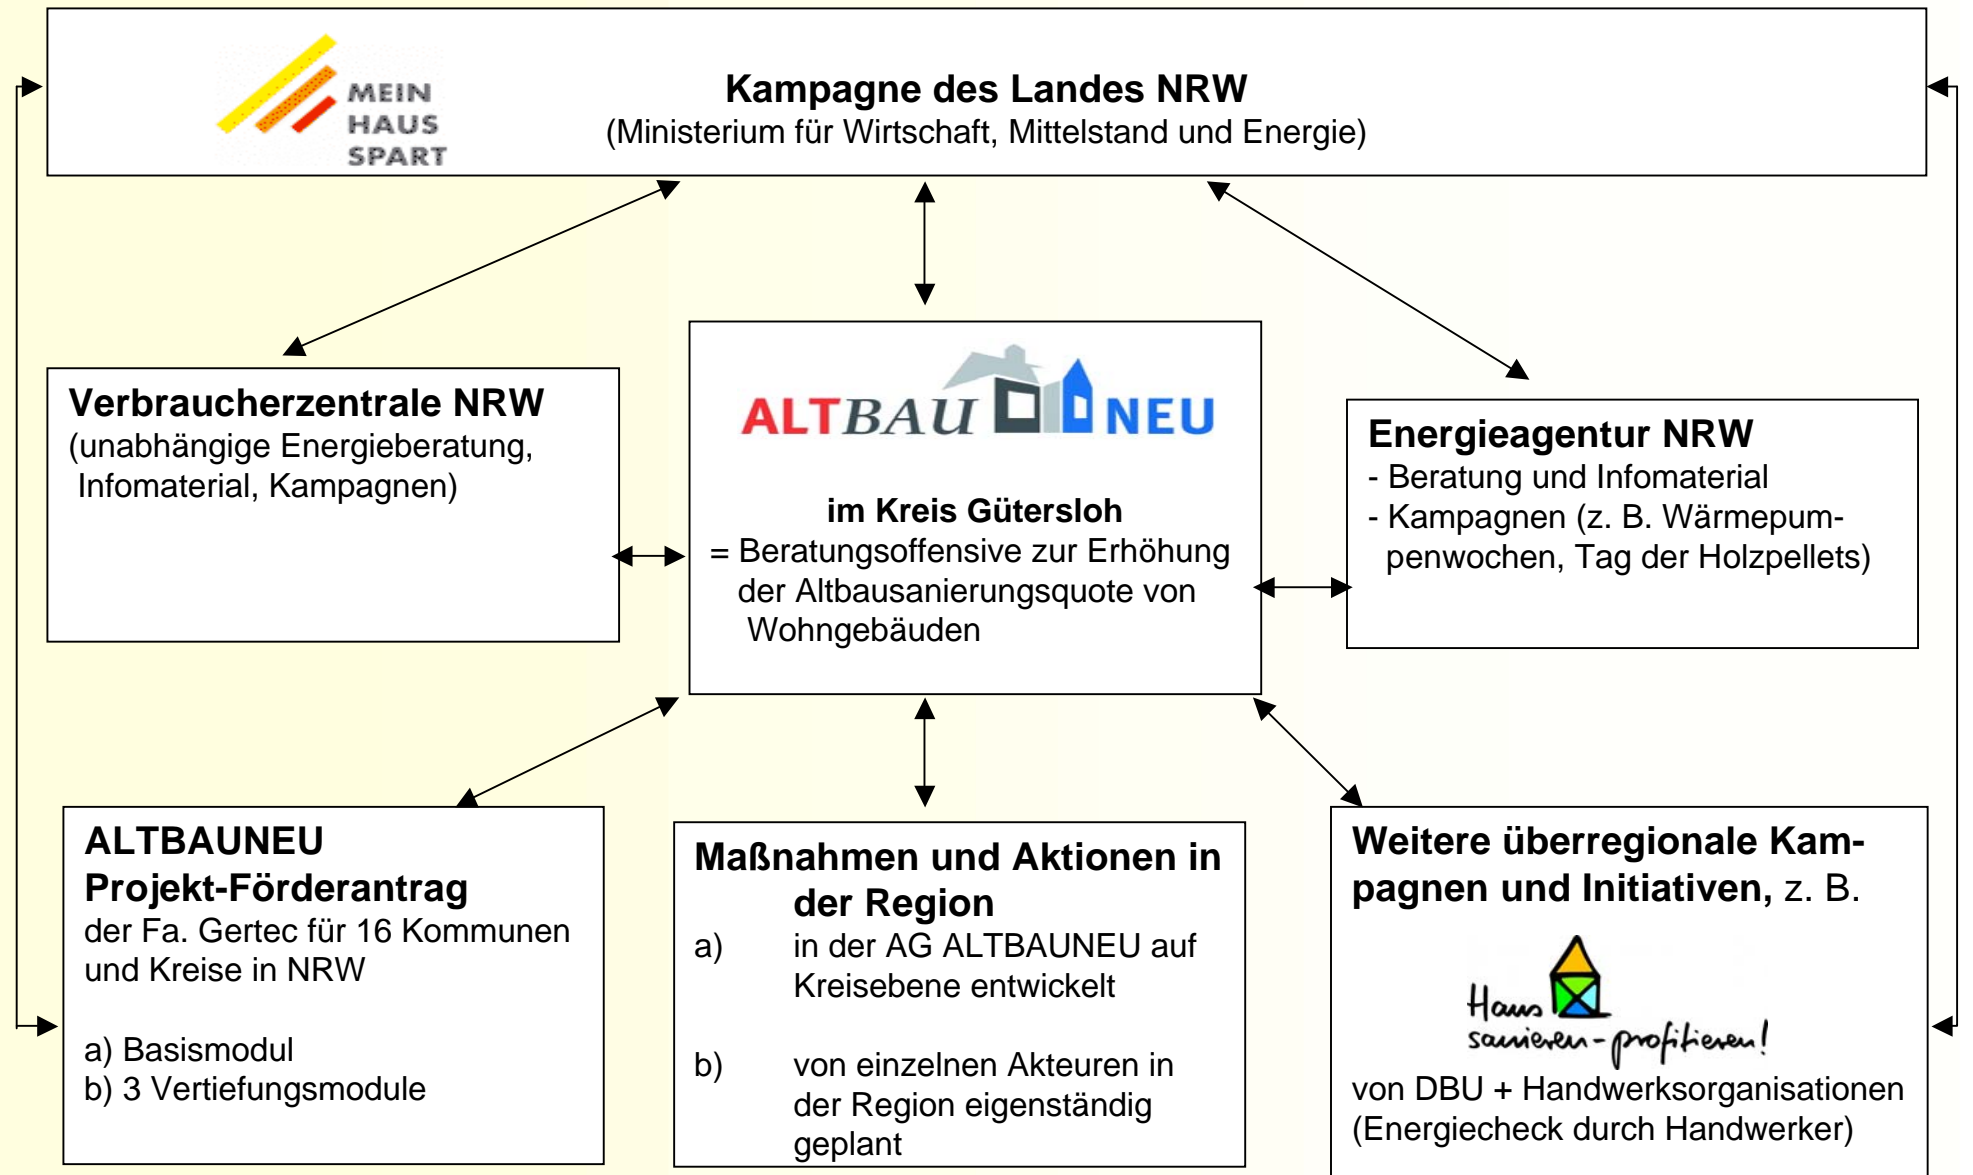 MEIN
HAUS
SPART
Kampagne des Landes NRW
(Ministerium für Wirtschaft, Mittelstand und Energie)
Verbraucherzentrale NRW
(unabhängige Energieberatung,
Infomaterial, Kampagnen)
ALTBAU NEU
im Kreis Gütersloh
= Beratungsoffensive zur Erhöhung
der Altbausanierungsquote von
Wohngebäuden
Energieagentur NRW
- Beratung und Infomaterial
- Kampagnen (z. B. Wärmepum-
penwochen, Tag der Holzpellets)
ALTBAUNEU
Projekt-Förderantrag
der Fa. Gertec für 16 Kommunen
und Kreise in NRW
a) Basismodul
b) 3 Vertiefungsmodule
Maßnahmen und Aktionen in
der Region
a) in der AG ALTBAUNEU auf
Kreisebene entwickelt
b) von einzelnen Akteuren in
der Region eigenständig
geplant
Weitere überregionale Kam-
pagnen und Initiativen, z. B.
Haus
sanieren - profitieren!
von DBU + Handwerksorganisationen
(Energiecheck durch Handwerker)